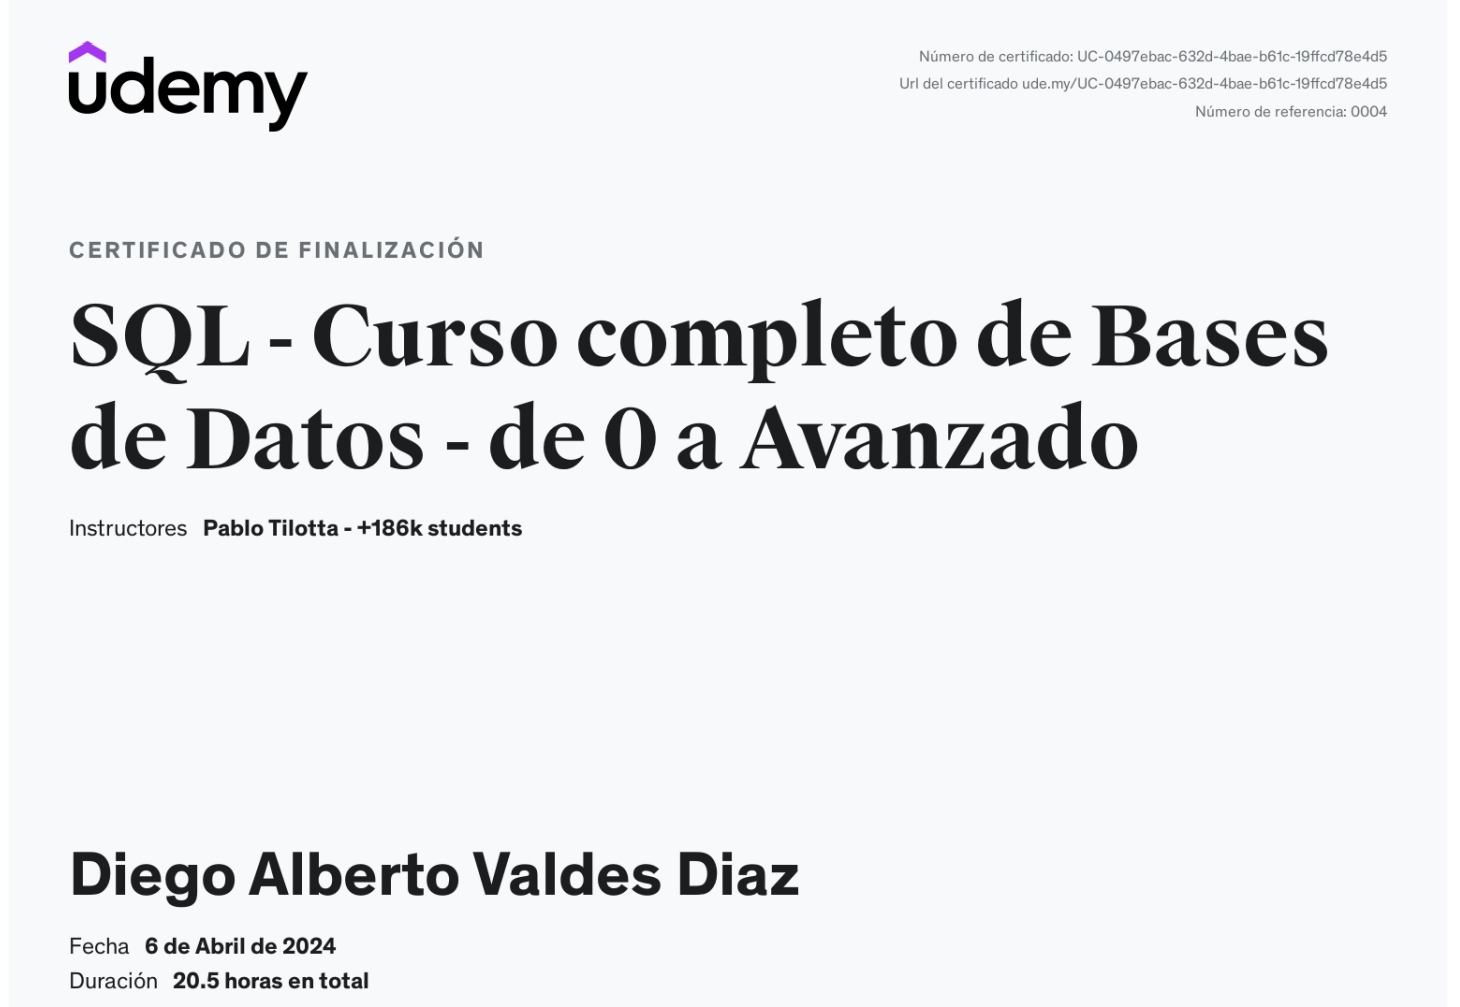 udemy
Número de certificado: UC-0497ebac-632d-4bae-b61c-19ffcd78e4d5
Url del certificado ude.my/UC-0497ebac-632d-4bae-b61c-19ffcd78e4d5
Número de referencia: 0004
CERTIFICADO DE FINALIZACIÓN
SQL - Curso completo de Bases
de Datos - de 0 a Avanzado
Instructores Pablo Tilotta - +186k students
Diego Alberto Valdes Diaz
Fecha 6 de Abril de 2024
Duración 20.5 horas en total